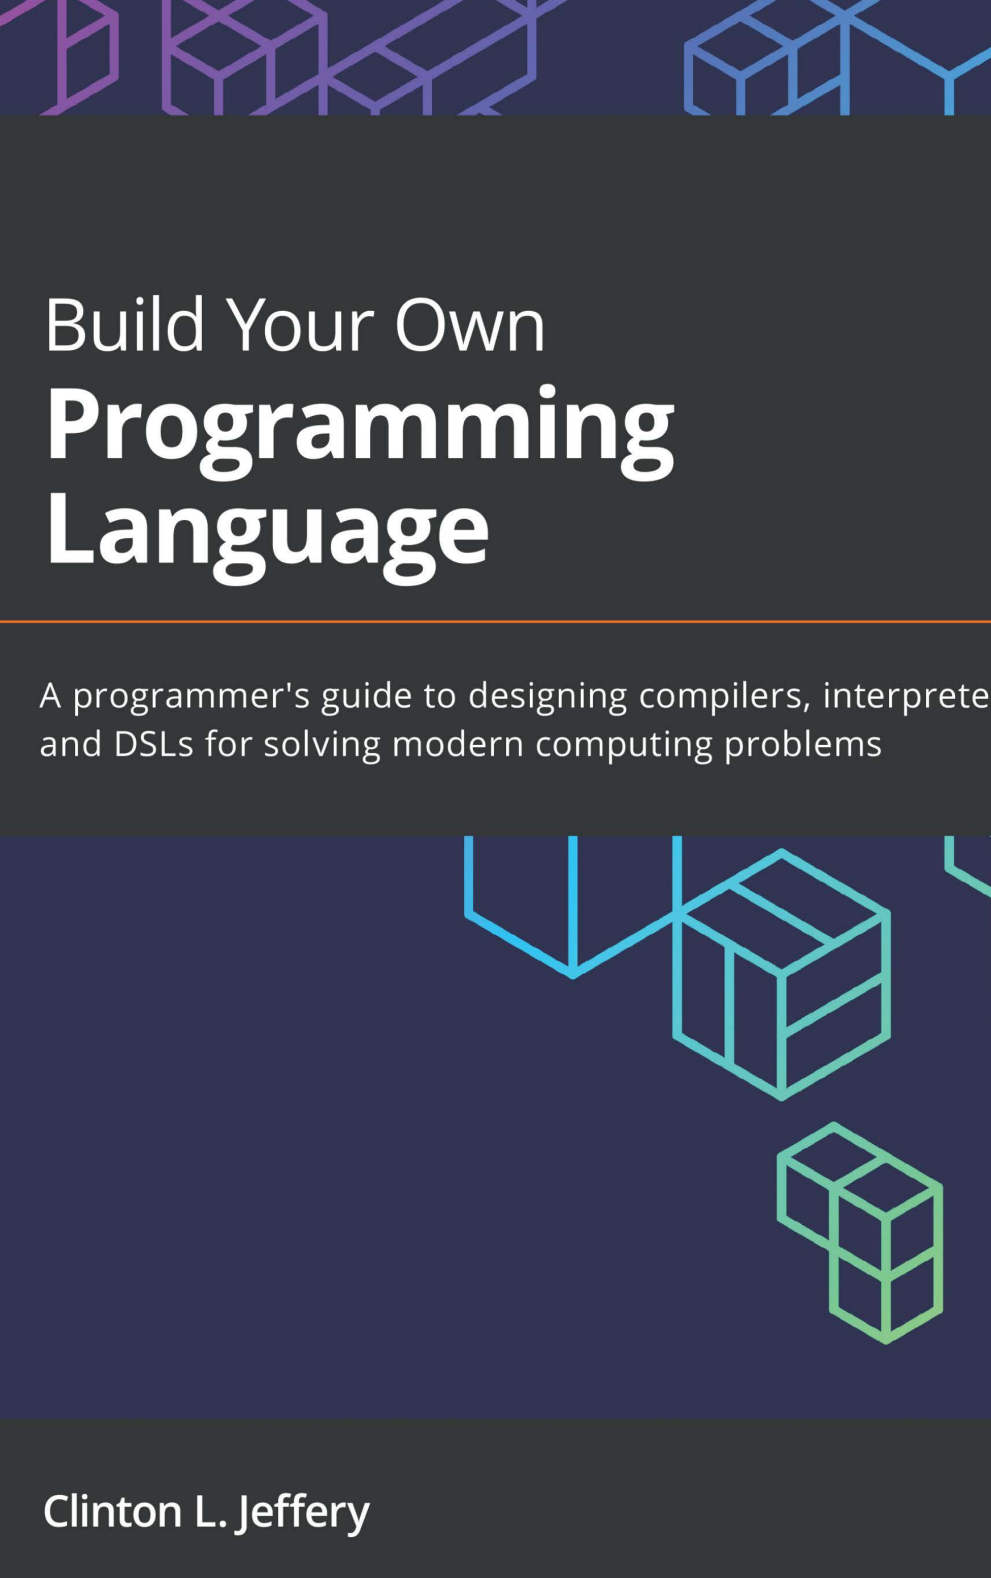 Build Your Own
Programming
Language
A programmer's guide to designing compilers, interprete
and DSLs for solving modern computing problems
Clinton L. Jeffery